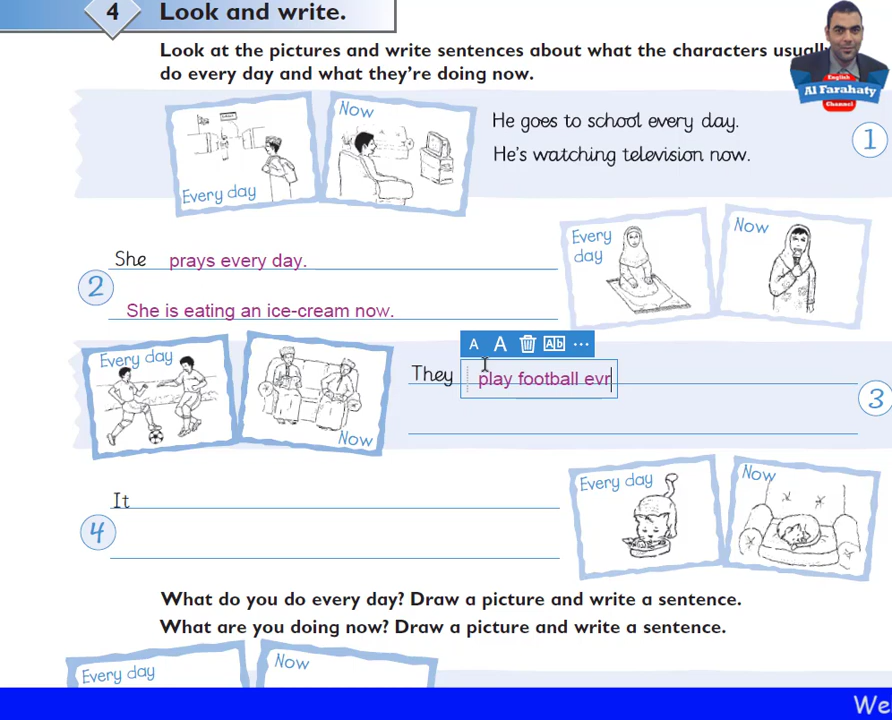 4 Look and write.
Look at the pictures and write sentences about what the characters usually
do every day and what they're doing now.
English
Al Farahaty
Channel
Every day
Now
He goes to school every day.
He's watching television now.
1
She prays every day.
2
She is eating an ice-cream now.
Every
day
Now
Every day
Now
A A Ab ...
They play football evr
3
It
4
Every day
Now
What do you do every day? Draw a picture and write a sentence.
What are you doing now? Draw a picture and write a sentence.
Every day
Now
We